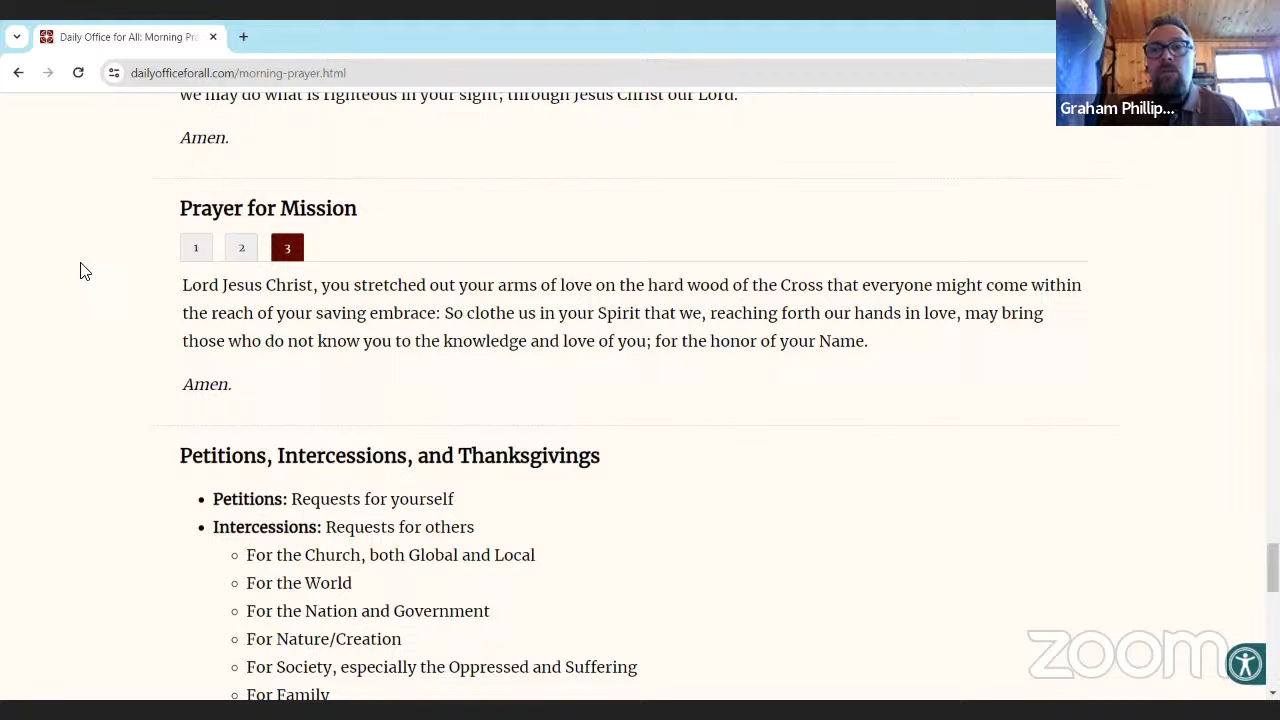 Daily Office for All: Morning Pra
dailyofficeforall.com/morning-prayer.html
Graham Phillip...
we may do what is righteous in your sight; through Jesus Christ our Lord.
Amen.
Prayer for Mission
1 2 3
Lord Jesus Christ, you stretched out your arms of love on the hard wood of the Cross that everyone might come within
the reach of your saving embrace: So clothe us in your Spirit that we, reaching forth our hands in love, may bring
those who do not know you to the knowledge and love of you; for the honor of your Name.
Amen.
Petitions, Intercessions, and Thanksgivings
• Petitions: Requests for yourself
• Intercessions: Requests for others
◦ For the Church, both Global and Local
◦ For the World
◦ For the Nation and Government
◦ For Nature/Creation
◦ For Society, especially the Oppressed and Suffering
◦ For Family
zoom